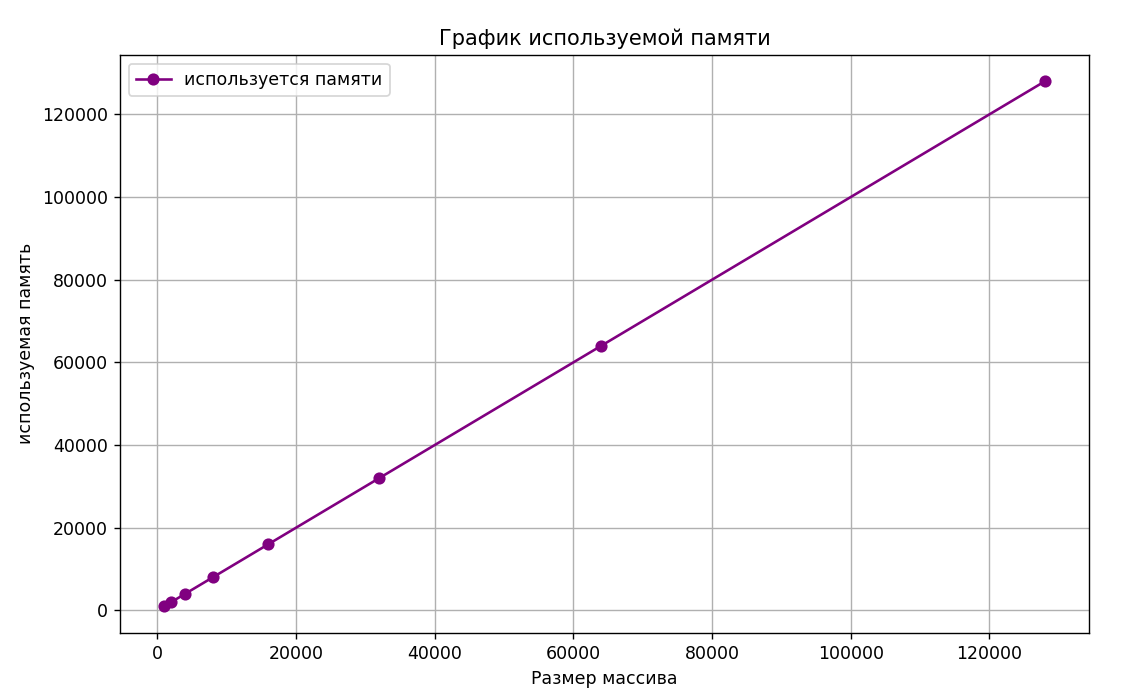 График используемой памяти
используется памяти
используемая память
120000
100000
80000
60000
40000
20000
0
0 20000 40000 60000 80000 100000 120000
Размер массива